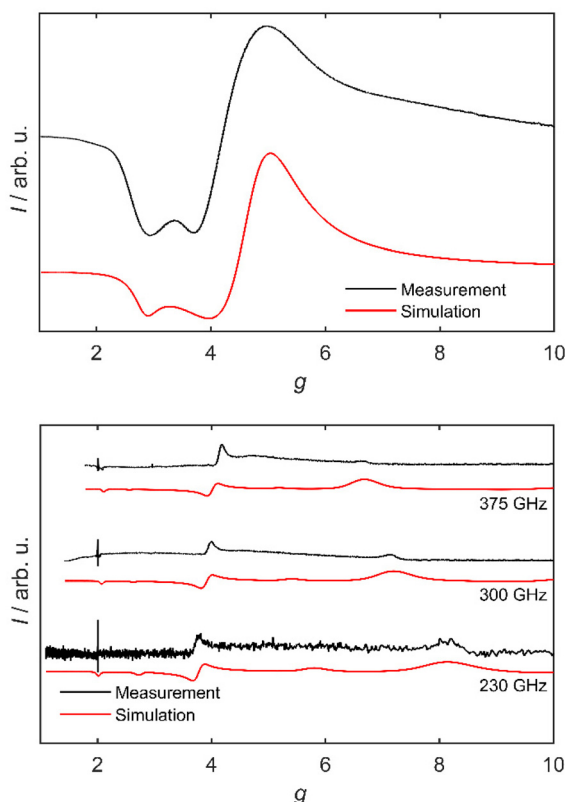 I / arb. u.
Measurement
Simulation
2 4 6 8 10
g
I / arb. u.
375 GHz
300 GHz
230 GHz
Measurement
Simulation
2 4 6 8 10
g